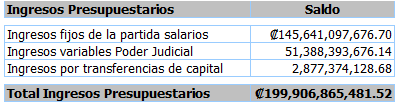 Ingresos Presupuestarios Saldo
Ingresos fijos de la partida salarios ₡145,641,097,676.70
Ingresos variables Poder Judicial 51,388,393,676.14
Ingresos por transferencias de capital 2,877,374,128.68
Total Ingresos Presupuestarios ₡199,906,865,481.52